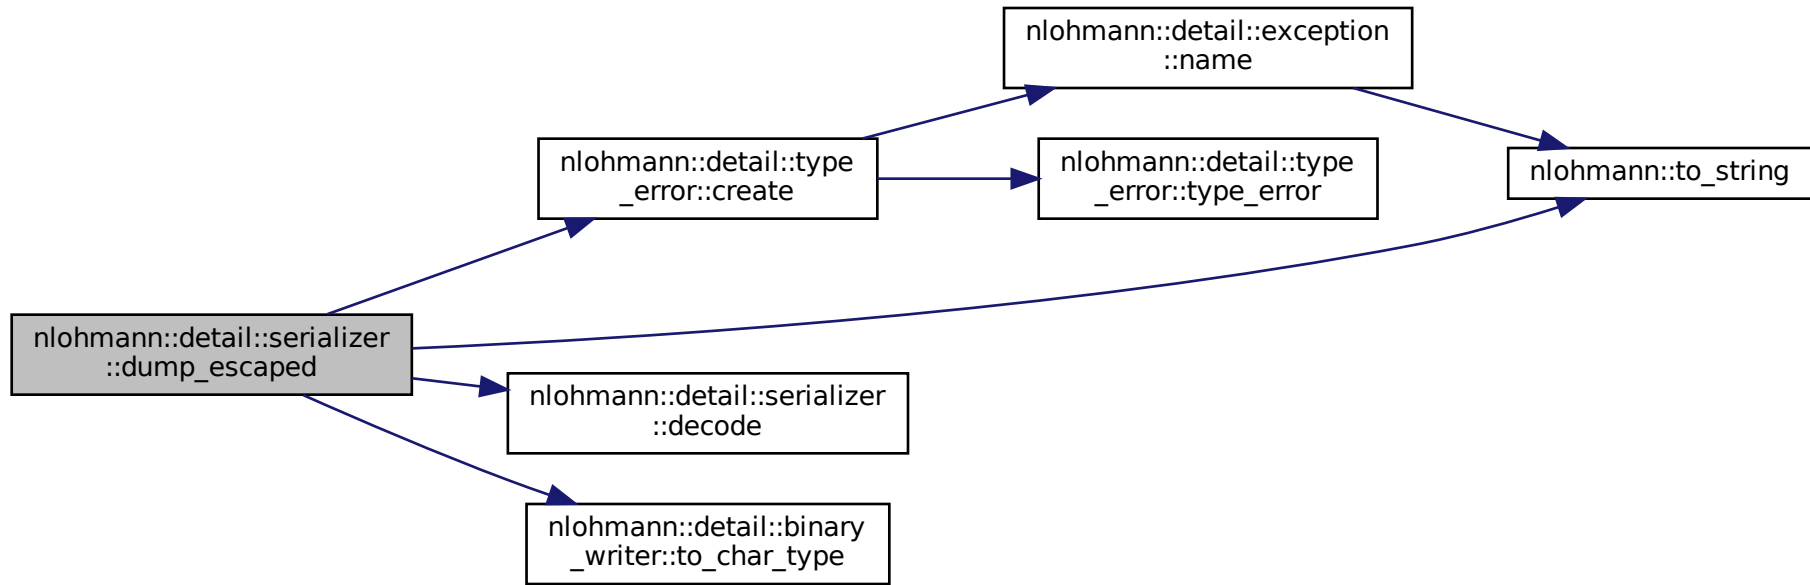 nlohmann::detail::exception
::name
nlohmann::detail::type
_error::create
nlohmann::detail::type
_error::type_error
nlohmann::to_string
nlohmann::detail::serializer
::dump_escaped
nlohmann::detail::serializer
::decode
nlohmann::detail::binary
_writer::to_char_type